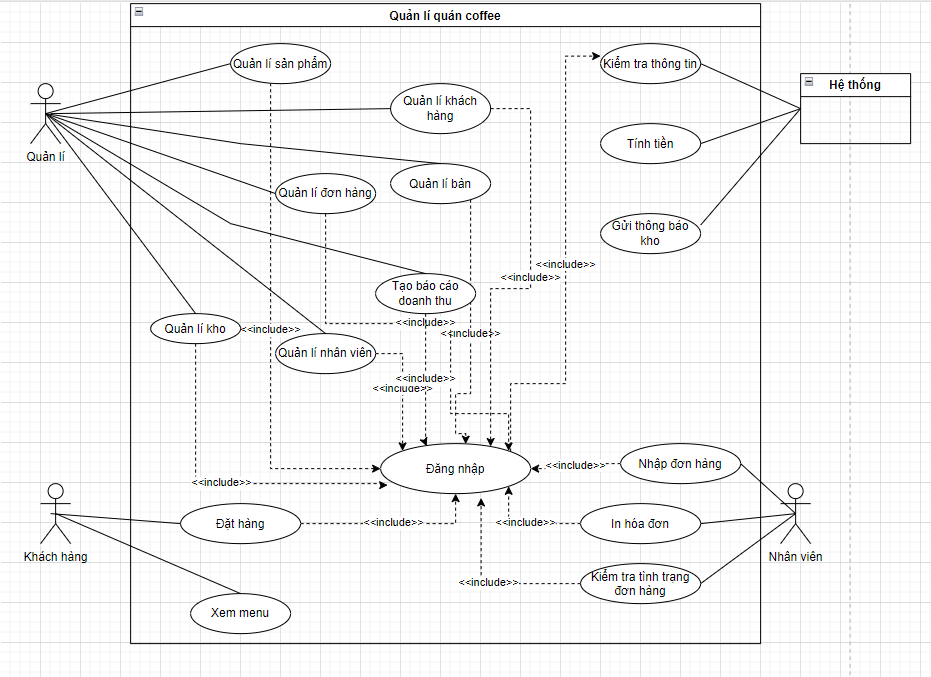 Quản lí quán coffee
Quản lí sản phẩm
Kiểm tra thông tin
Hệ thống
Quản lí khách
hàng
Quản lí
Tính tiền
Quản lí đơn hàng
Quản lí bàn
Gửi thông báo
kho
<<include>>
<<include>>
Tạo báo cáo
doanh thu
Quản lí kho
<<include>>
<<include>>
<<include>>
Quản lí nhân viên
<<include>>
<<include>>
Đăng nhập
<<include>>
Nhập đơn hàng
<<include>>
Đặt hàng
<<include>>
<<include>>
In hóa đơn
Khách hàng
Nhân viên
<<include>>
Kiểm tra tình trạng
đơn hàng
Xem menu